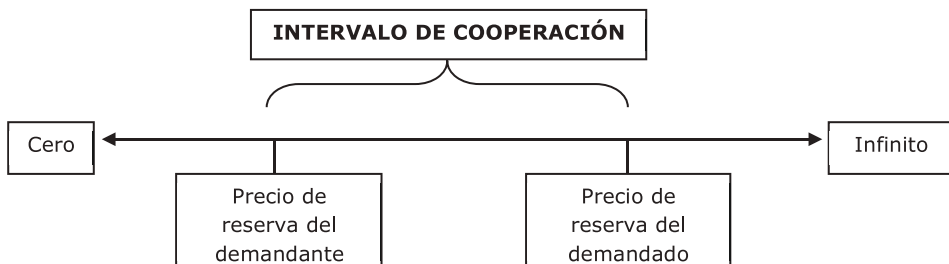 INTERVALO DE COOPERACIÓN
Cero
Infinito
Precio de
reserva del
demandante
Precio de
reserva del
demandado